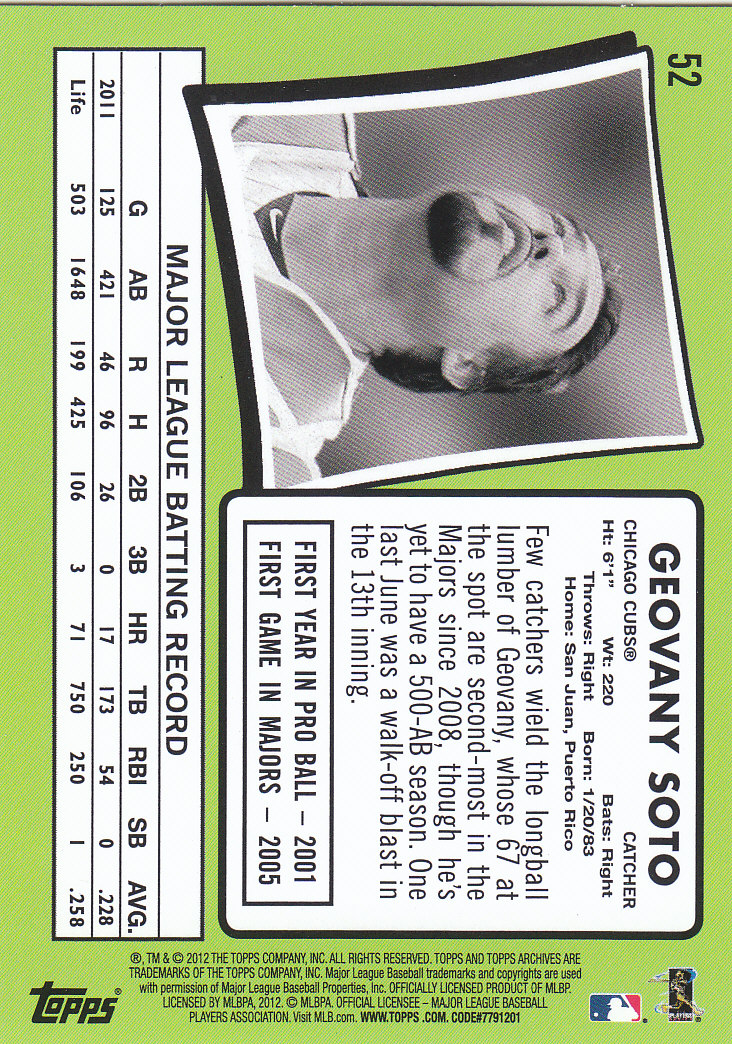 52
GEOVANY SOTO
CHICAGO CUBS® CATCHER
Ht: 6'1" Wt: 220 Bats: Right
Throws: Right Born: 1/20/83
Home: San Juan, Puerto Rico
Few catchers wield the longball
lumber of Geovany, whose 67 at
the spot are second-most in the
Majors since 2008, though he's
yet to have a 500-AB season. One
last June was a walk-off blast in
the 13th inning.
FIRST YEAR IN PRO BALL – 2001
FIRST GAME IN MAJORS – 2005
MAJOR LEAGUE BATTING RECORD
G AB R H 2B 3B HR TB RBI SB AVG.
2011 125 421 46 96 26 0 17 173 54 0 .228
Life 503 1648 199 425 106 3 71 750 250 1 .258
®, TM & © 2012 THE TOPPS COMPANY, INC. ALL RIGHTS RESERVED. TOPPS AND TOPPS ARCHIVES ARE
TRADEMARKS OF THE TOPPS COMPANY, INC. Major League Baseball trademarks and copyrights are used
with permission of Major League Baseball Properties, Inc. OFFICIALLY LICENSED PRODUCT OF MLBP.
LICENSED BY MLBPA, 2012. © MLBPA. OFFICIAL LICENSEE – MAJOR LEAGUE BASEBALL
PLAYERS ASSOCIATION. Visit MLB.com. WWW.TOPPS .COM. CODE#7791201
Topps®